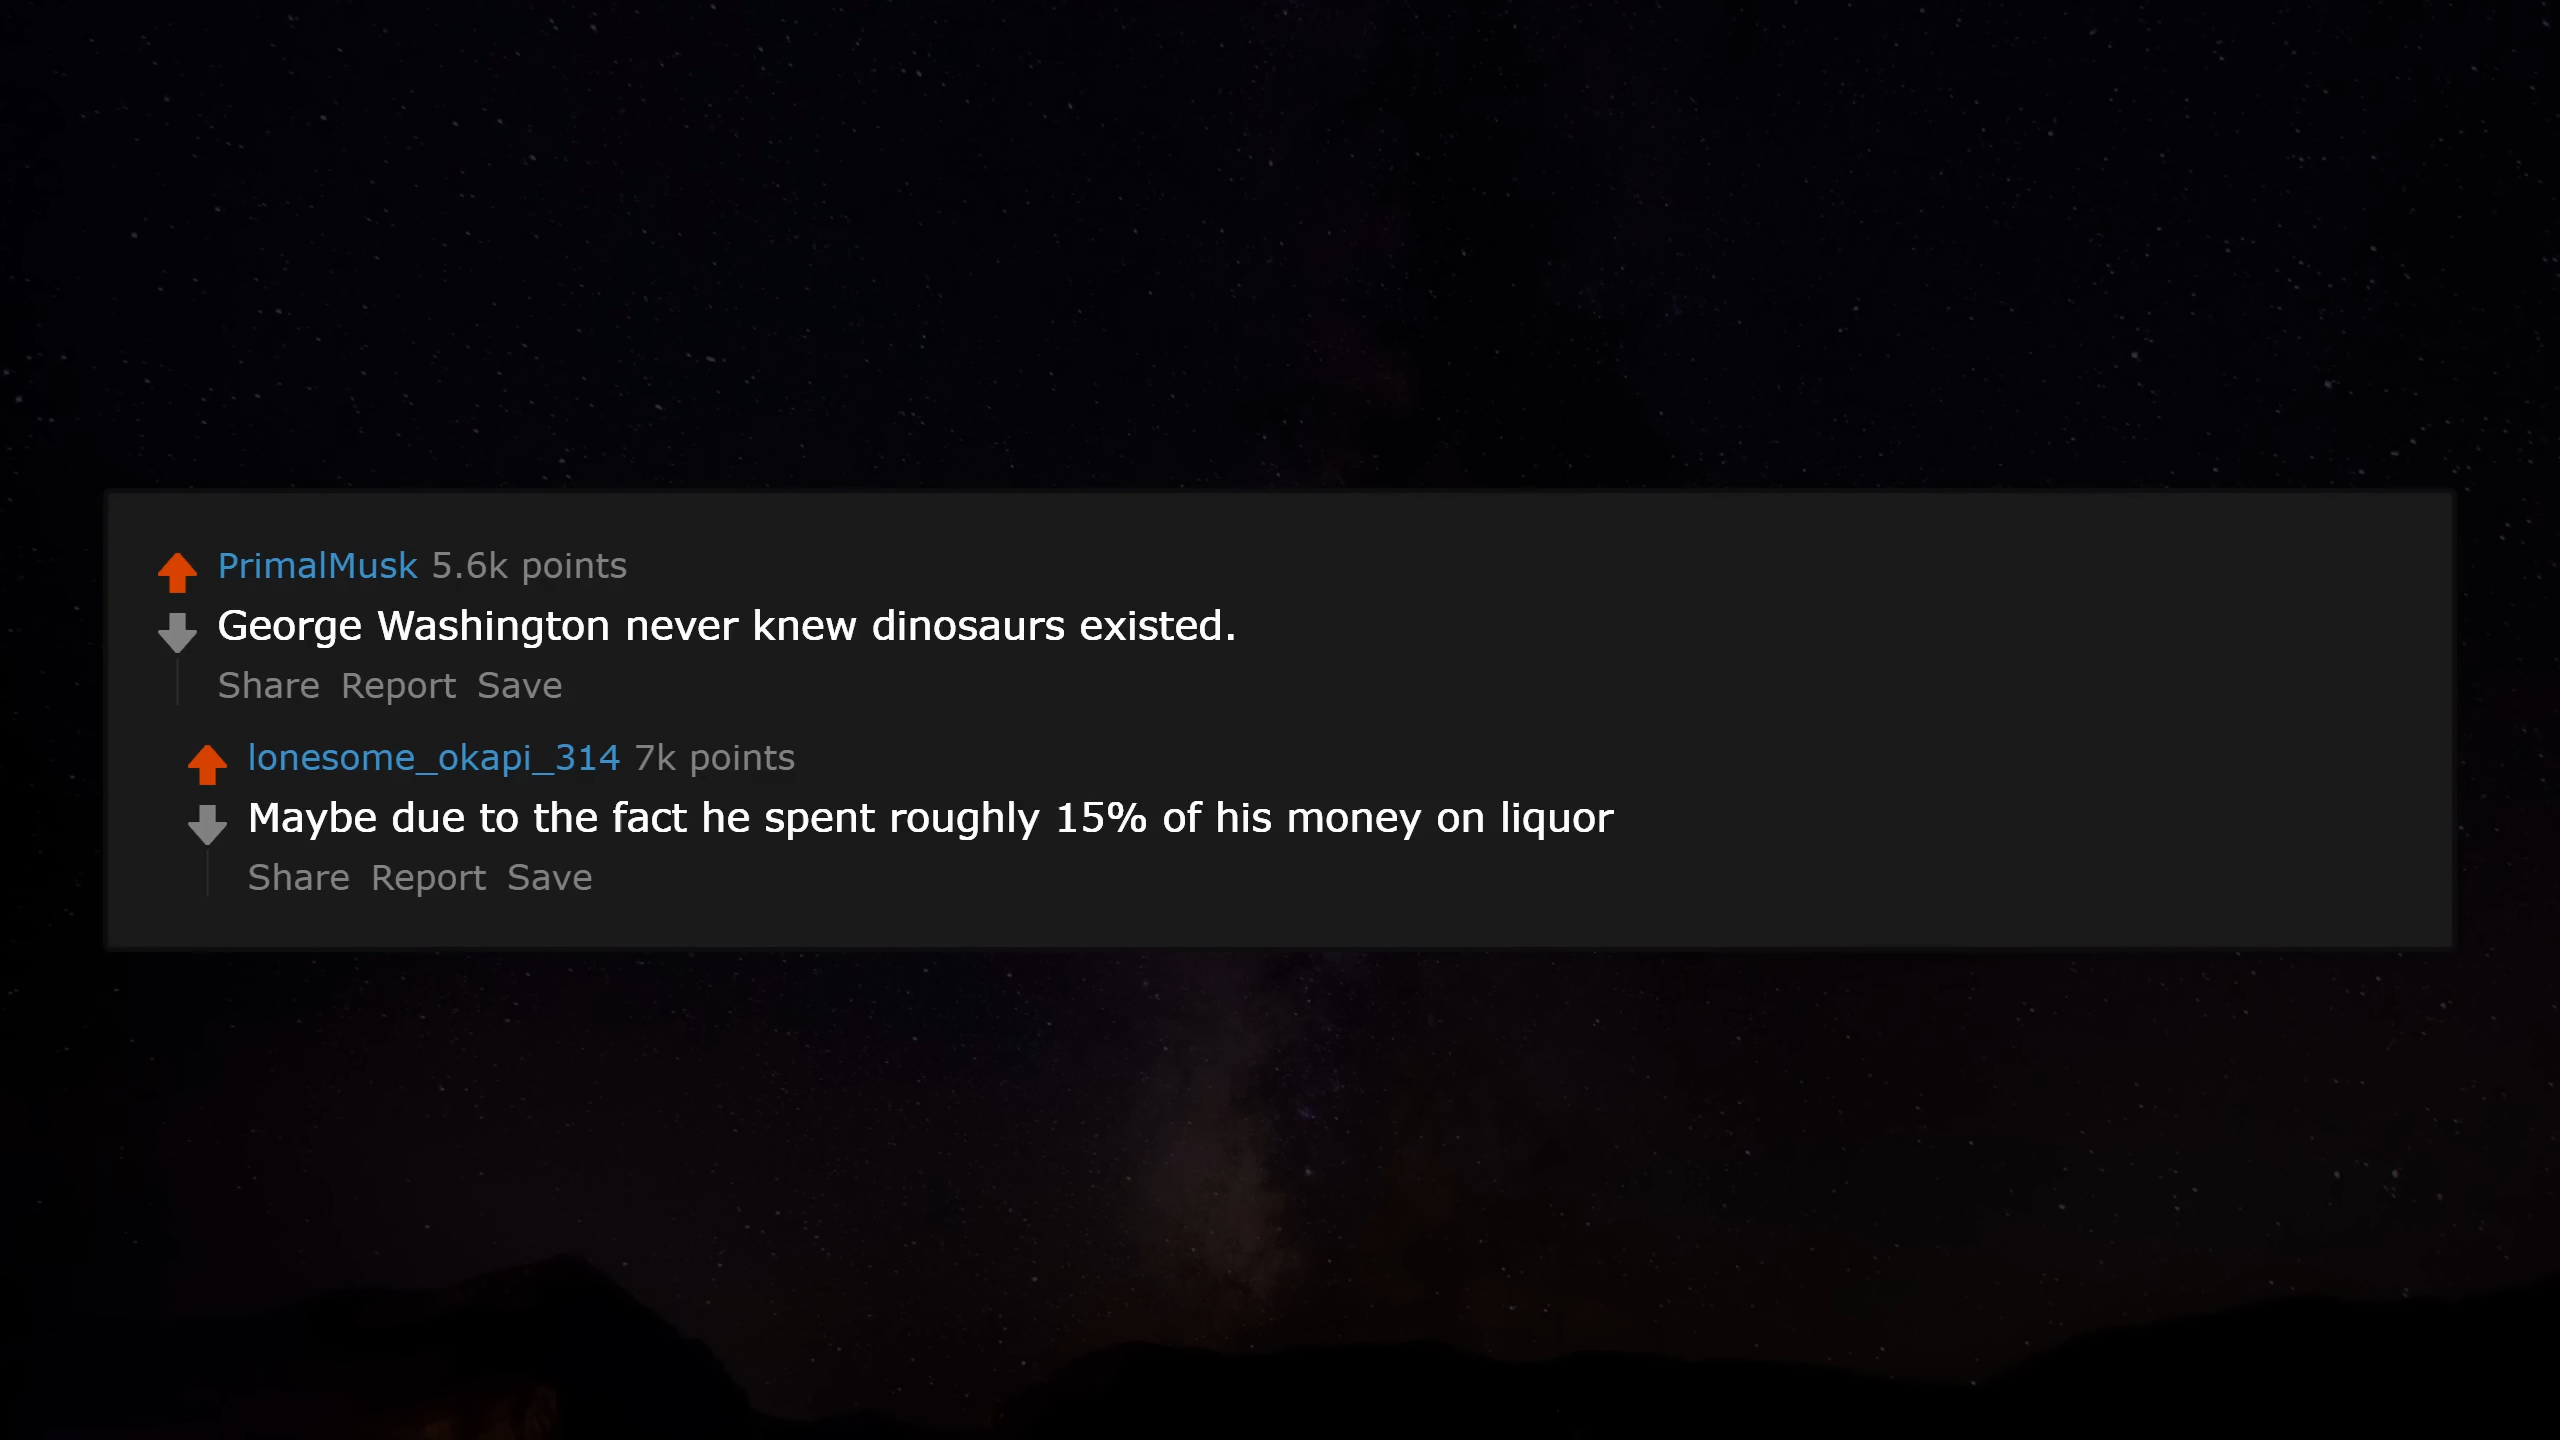 PrimalMusk 5.6k points
George Washington never knew dinosaurs existed.
Share Report Save
lonesome_okapi_314 7k points
Maybe due to the fact he spent roughly 15% of his money on liquor
Share Report Save